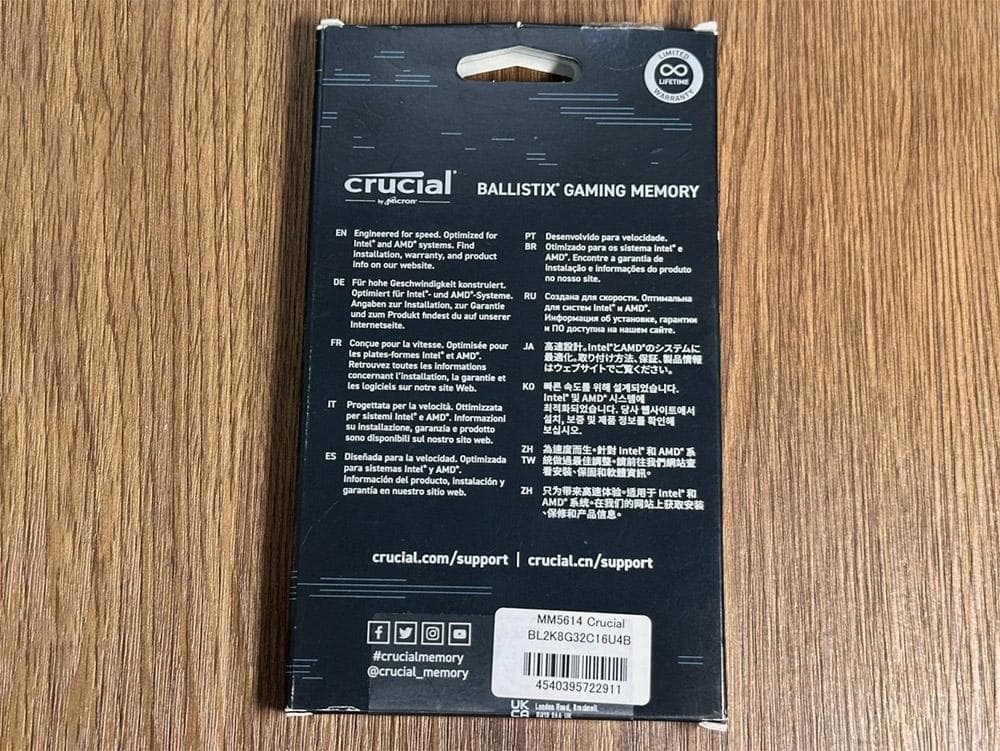 LIMITED
LIFETIME
WARRANTY
crucial®
by Micron®
BALLISTIX® GAMING MEMORY
EN Engineered for speed. Optimized for
Intel® and AMD® systems. Find
installation, warranty, and product
info on our website.
DE Für hohe Geschwindigkeit konstruiert.
Optimiert für Intel®- und AMD®-Systeme.
Angaben zur Installation, zur Garantie
und zum Produkt findest du auf unserer
Internetseite.
FR Conçue pour la vitesse. Optimisée pour
les plates-formes Intel® et AMD®.
Retrouvez toutes les informations
concernant l'installation, la garantie et
les logiciels sur notre site Web.
IT Progettata per la velocità. Ottimizzata
per sistemi Intel® e AMD®. Informazioni
su installazione, garanzia e prodotto
sono disponibili sul nostro sito web.
ES Diseñada para la velocidad. Optimizada
para sistemas Intel® y AMD®.
Información del producto, instalación y
garantía en nuestro sitio web.
PT Desenvolvido para velocidade.
BR Otimizado para os sistema Intel® e
AMD®. Encontre a garantia de
instalação e informações do produto
no nosso site.
RU Создана для скорости. Оптимальна
для систем Intel® и AMD®.
Информация об установке, гарантии
и ПО доступна на нашем сайте.
JA 高速設計。Intel®とAMD®のシステムに
最適化。取り付け方法、保証、製品情報
はウェブサイトでご覧ください。
KO 빠른 속도를 위해 설계되었습니다.
Intel® 및 AMD® 시스템에
최적화되었습니다. 당사 웹사이트에서
설치, 보증 및 제품 정보를 확인해
보십시오.
ZH 為速度而生。針對 Intel® 和 AMD® 系
TW 統做過最佳調整。請前往我們網站查
看安裝、保固和軟體資訊。
ZH 只为带来高速体验。适用于 Intel® 和
AMD® 系统。在我们的网站上获取安装
、保修和产品信息。
crucial.com/support | crucial.cn/support
#crucialmemory
@crucial_memory
MM5614 Crucial
BL2K8G32C16U4B
4540395722911
UK
CA
London Road, Bracknell,